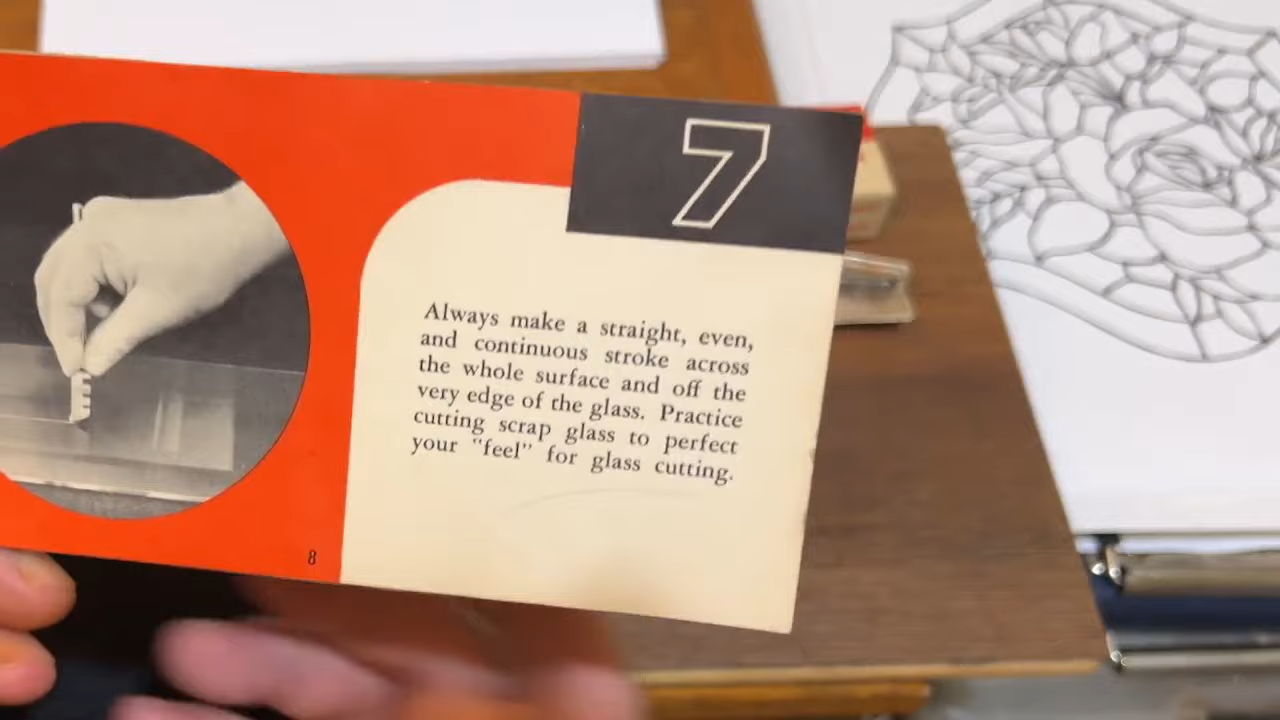 7
Always make a straight, even,
and continuous stroke across
the whole surface and off the
very edge of the glass. Practice
cutting scrap glass to perfect
your "feel" for glass cutting.
8